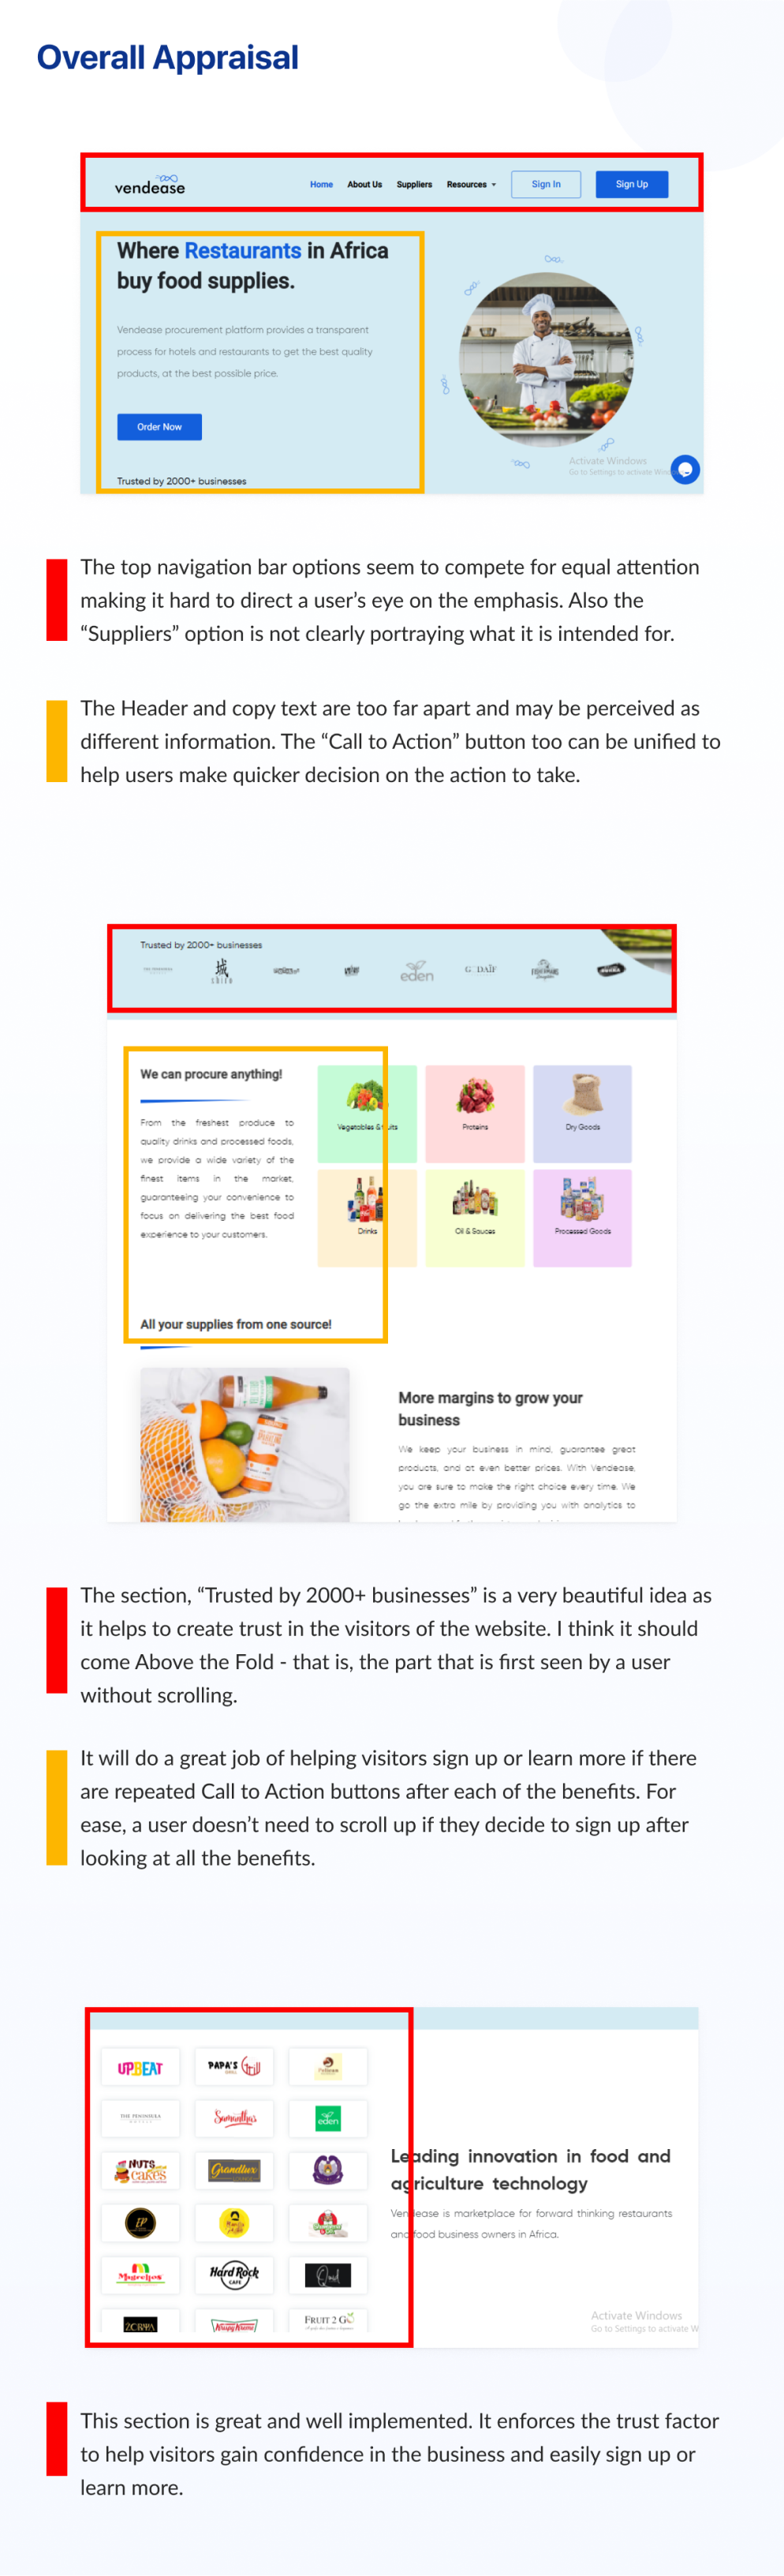 Overall Appraisal
vendease
Home About Us Suppliers Resources Sign In Sign Up
Where Restaurants in Africa
buy food supplies.
Vendease procurement platform provides a transparent
process for hotels and restaurants to get the best quality
products, at the best possible price.
Order Now
Trusted by 2000+ businesses
Activate Windows
Go to Settings to activate Win
The top navigation bar options seem to compete for equal attention
making it hard to direct a user’s eye on the emphasis. Also the
“Suppliers” option is not clearly portraying what it is intended for.
The Header and copy text are too far apart and may be perceived as
different information. The “Call to Action” button too can be unified to
help users make quicker decision on the action to take.
Trusted by 2000+ businesses
城
SHIRO
eden
We can procure anything!
From the freshest produce to
quality drinks and processed foods,
we provide a wide variety of the
finest items in the market,
guaranteeing your convenience to
focus on delivering the best food
experience to your customers.
Vegetables & Fruits
Proteins
Dry Goods
Drinks
Oil & Sauces
Processed Goods
All your supplies from one source!
More margins to grow your
business
We keep your business in mind, guarantee great
products, and at even better prices. With Vendease,
you are sure to make the right choice every time. We
go the extra mile by providing you with analytics to
The section, “Trusted by 2000+ businesses” is a very beautiful idea as
it helps to create trust in the visitors of the website. I think it should
come Above the Fold - that is, the part that is first seen by a user
without scrolling.
It will do a great job of helping visitors sign up or learn more if there
are repeated Call to Action buttons after each of the benefits. For
ease, a user doesn’t need to scroll up if they decide to sign up after
looking at all the benefits.
UPBEAT
PAPA'S Grill
THE PENINSULA
Samantha's
eden
NUTS
cakes
Grandlux
EP
Hard Rock
CAFE
Krispy Kreme
FRUIT 2 GO
Leading innovation in food and
agriculture technology
Vendease is marketplace for forward thinking restaurants
and food business owners in Africa.
Activate Windows
Go to Settings to activate W
This section is great and well implemented. It enforces the trust factor
to help visitors gain confidence in the business and easily sign up or
learn more.